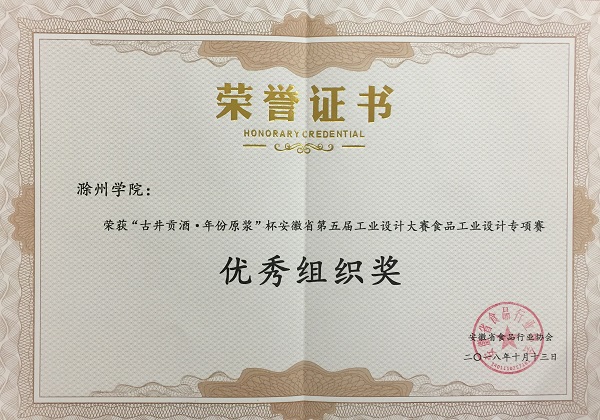 荣誉证书
HONORARY CREDENTIAL
滁州学院：
荣获“古井贡酒·年份原浆”杯安徽省第五届工业设计大赛食品工业设计专项赛
优秀组织奖
安徽省食品行业协会
二〇一八年十月十三日